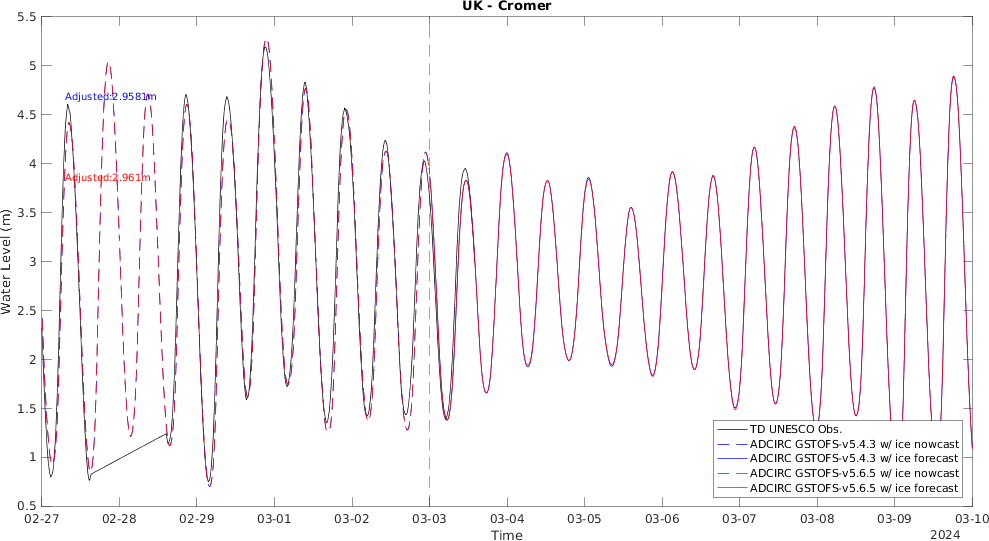 UK - Cromer
5.5
5
4.5
4
3.5
3
2.5
2
1.5
1
0.5
Water Level (m)
Adjusted:2.9581m
Adjusted:2.961m
TD UNESCO Obs.
ADCIRC GSTOFS-v5.4.3 w/ ice nowcast
ADCIRC GSTOFS-v5.4.3 w/ ice forecast
ADCIRC GSTOFS-v5.6.5 w/ ice nowcast
ADCIRC GSTOFS-v5.6.5 w/ ice forecast
02-27 02-28 02-29 03-01 03-02 03-03 03-04 03-05 03-06 03-07 03-08 03-09 03-10
Time
2024